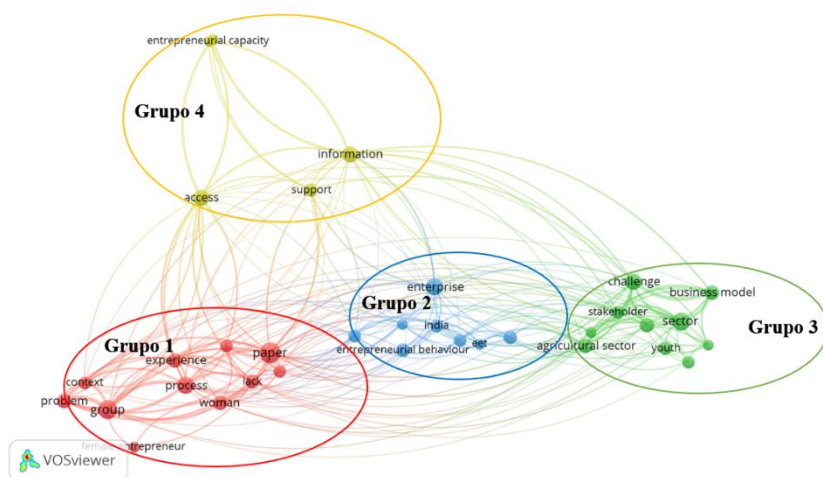 entrepreneurial capacity
Grupo 4
information
support
access
enterprise
Grupo 2
India
entrepreneurial behaviour
eet
challenge
business model
stakeholder
sector
Grupo 3
agricultural sector
youth
Grupo 1
experience
paper
context
process
lack
problem
group
woman
female entrepreneur
VOSviewer